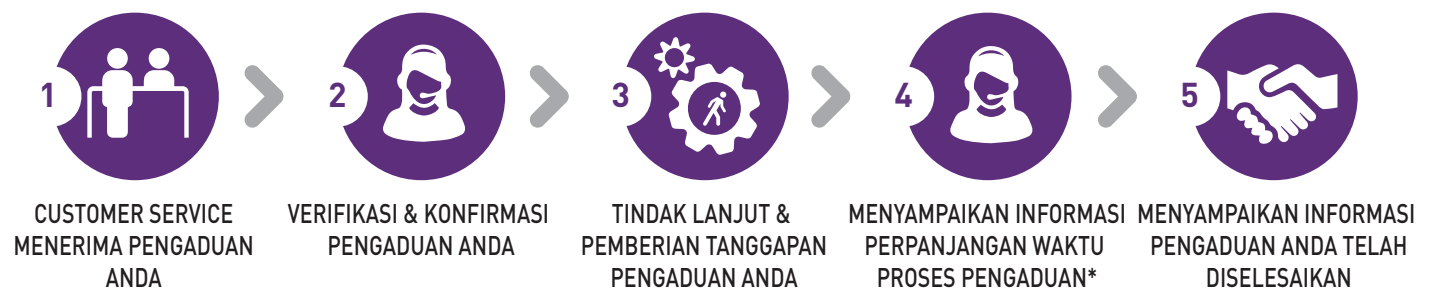 1
CUSTOMER SERVICE
MENERIMA PENGADUAN
ANDA
2
VERIFIKASI & KONFIRMASI
PENGADUAN ANDA
3
TINDAK LANJUT &
PEMBERIAN TANGGAPAN
PENGADUAN ANDA
4
MENYAMPAIKAN INFORMASI
PERPANJANGAN WAKTU
PROSES PENGADUAN*
5
MENYAMPAIKAN INFORMASI
PENGADUAN ANDA TELAH
DISELESAIKAN